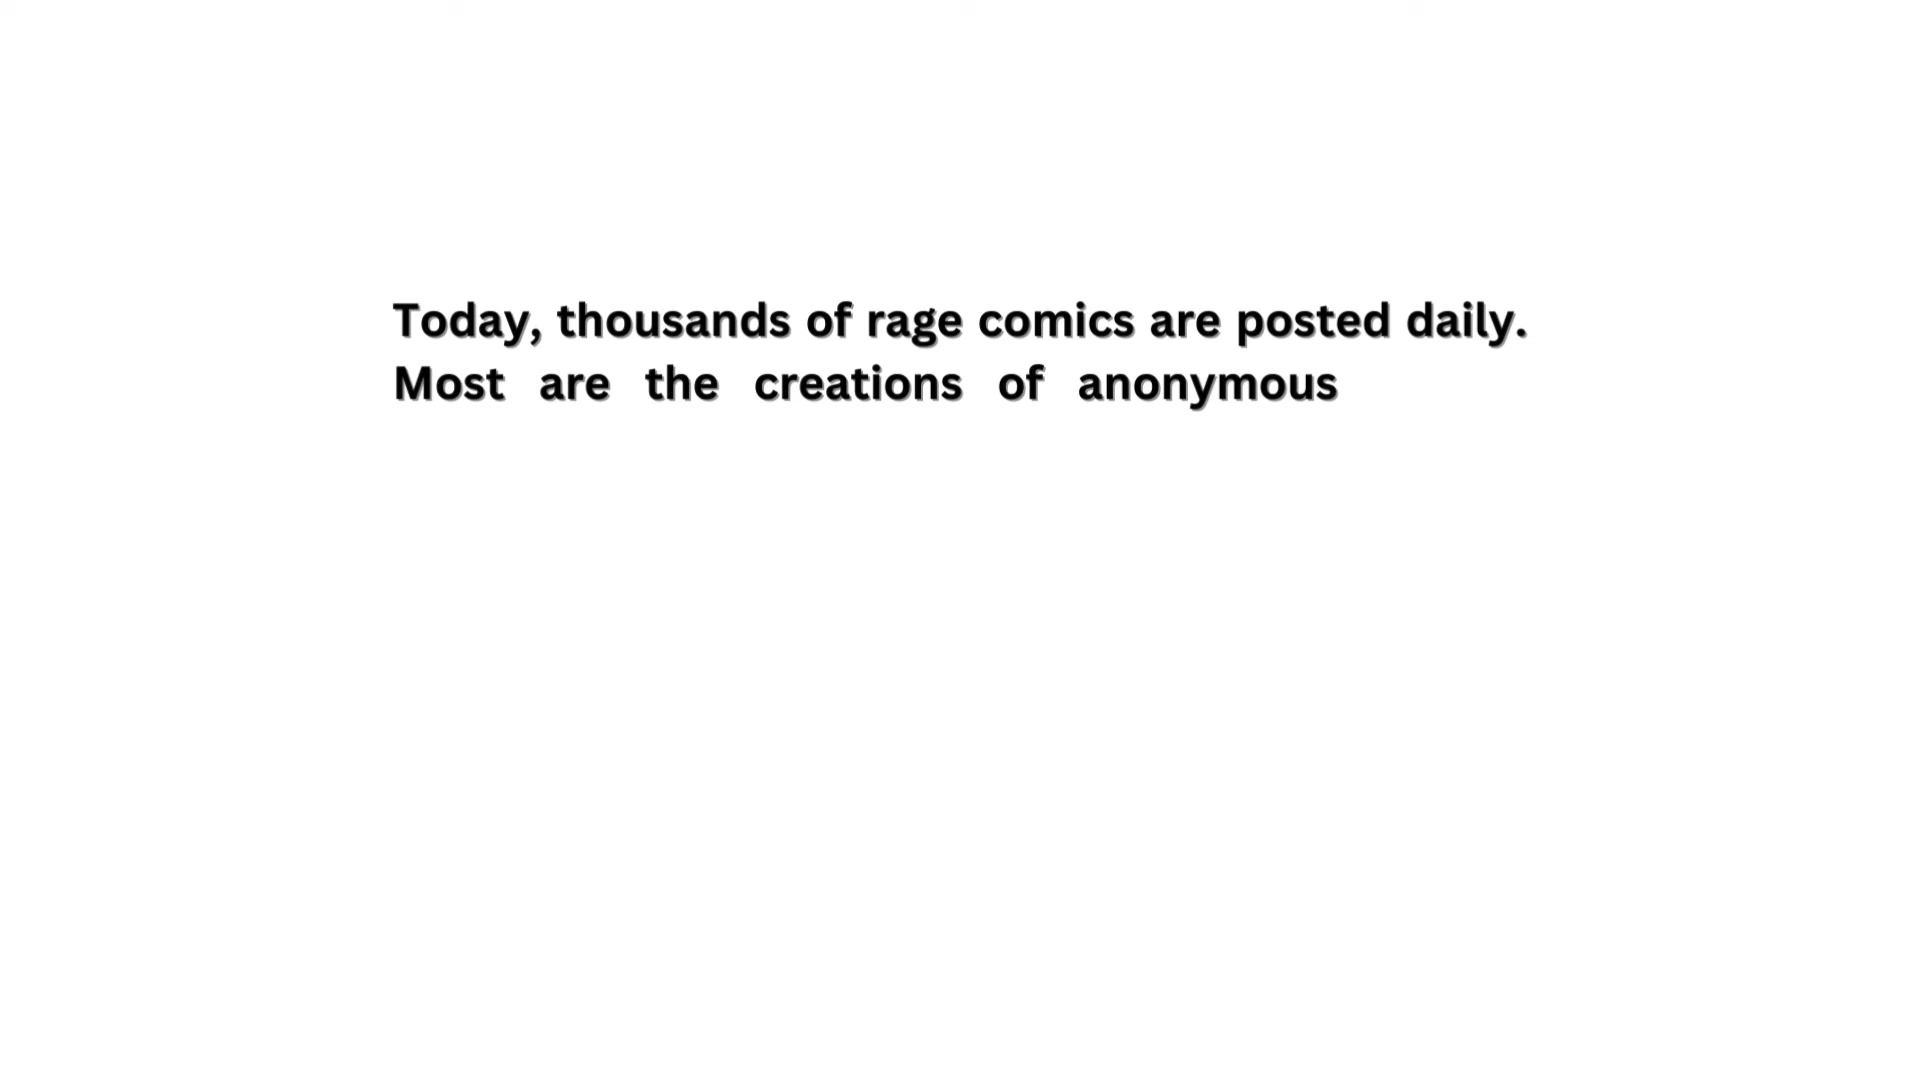 Today, thousands of rage comics are posted daily.
Most are the creations of anonymous